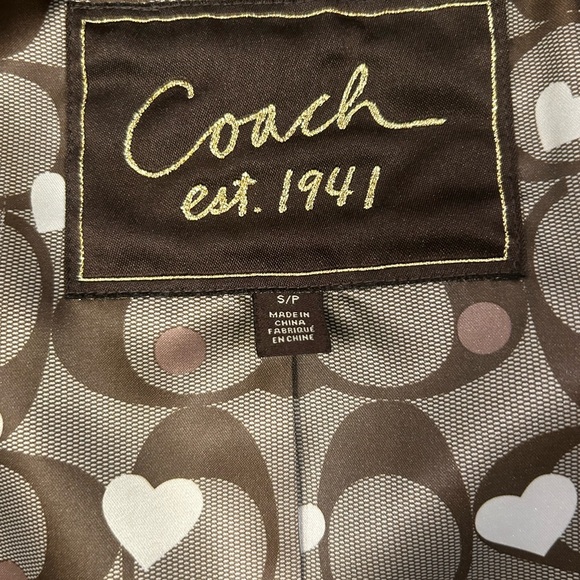 Coach
est. 1941
S/P
MADE IN
CHINA
FABRIQUÉ
EN CHINE